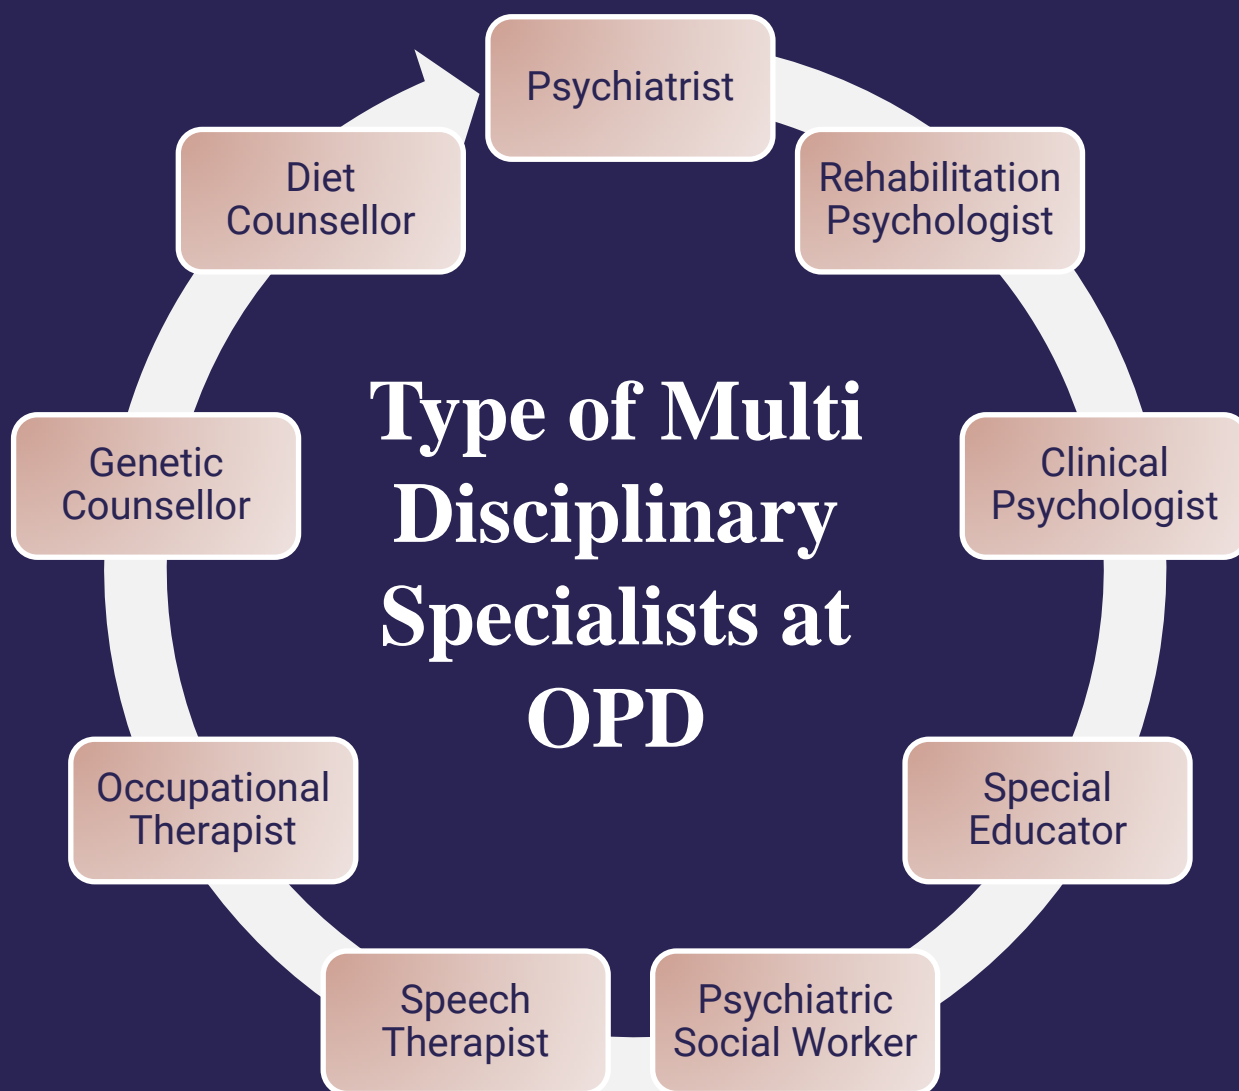 Psychiatrist
Rehabilitation
Psychologist
Clinical
Psychologist
Special
Educator
Psychiatric
Social Worker
Speech
Therapist
Occupational
Therapist
Genetic
Counsellor
Diet
Counsellor
Type of Multi
Disciplinary
Specialists at
OPD